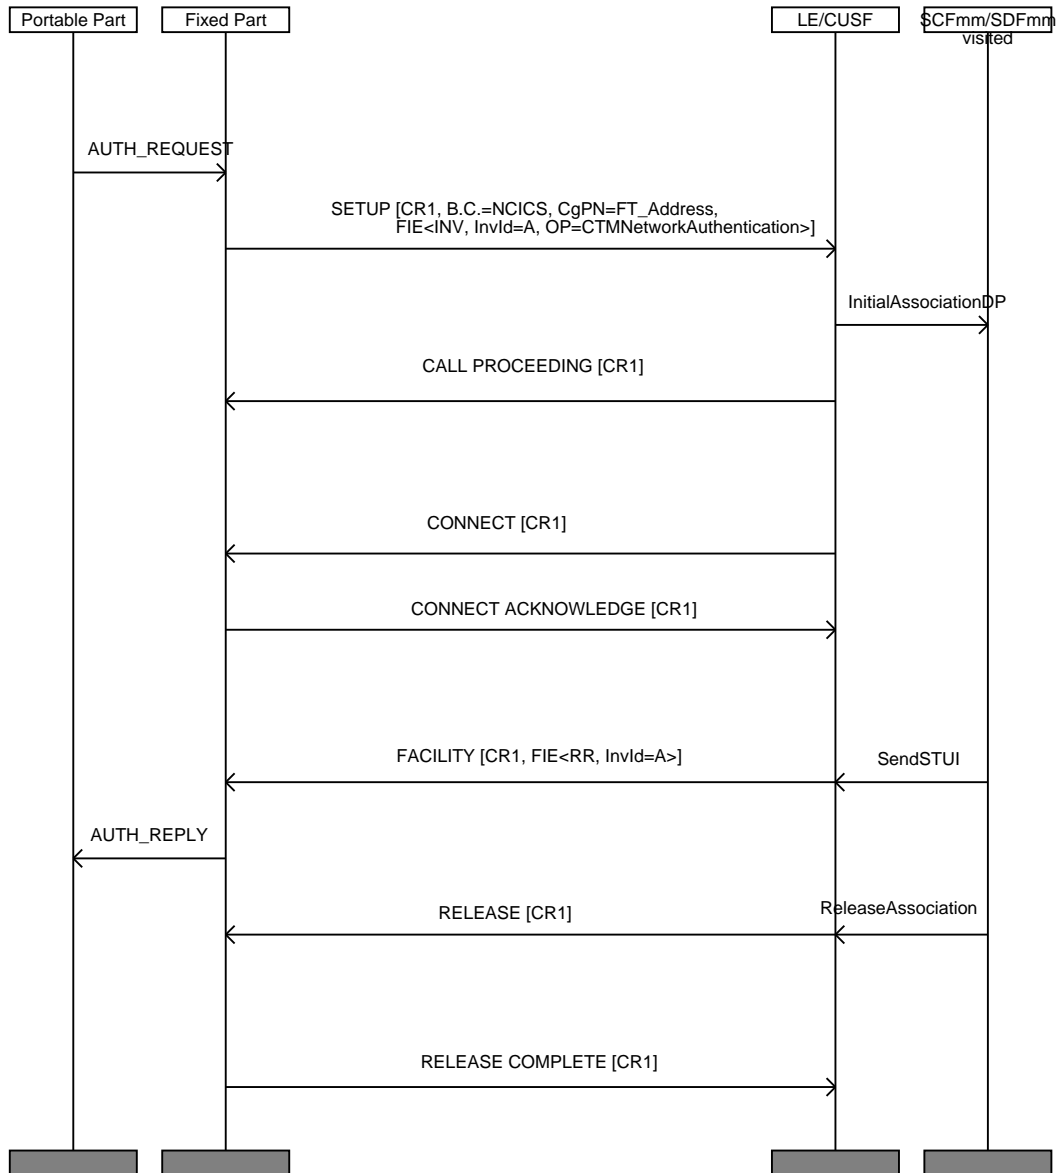 Portable Part
Fixed Part
LE/CUSF
SCFmm/SDFmm
visited
AUTH_REQUEST
SETUP [CR1, B.C.=NCICS, CgPN=FT_Address,
FIE<INV, InvId=A, OP=CTMNetworkAuthentication>]
InitialAssociationDP
CALL PROCEEDING [CR1]
CONNECT [CR1]
CONNECT ACKNOWLEDGE [CR1]
FACILITY [CR1, FIE<RR, InvId=A>]
SendSTUI
AUTH_REPLY
RELEASE [CR1]
ReleaseAssociation
RELEASE COMPLETE [CR1]